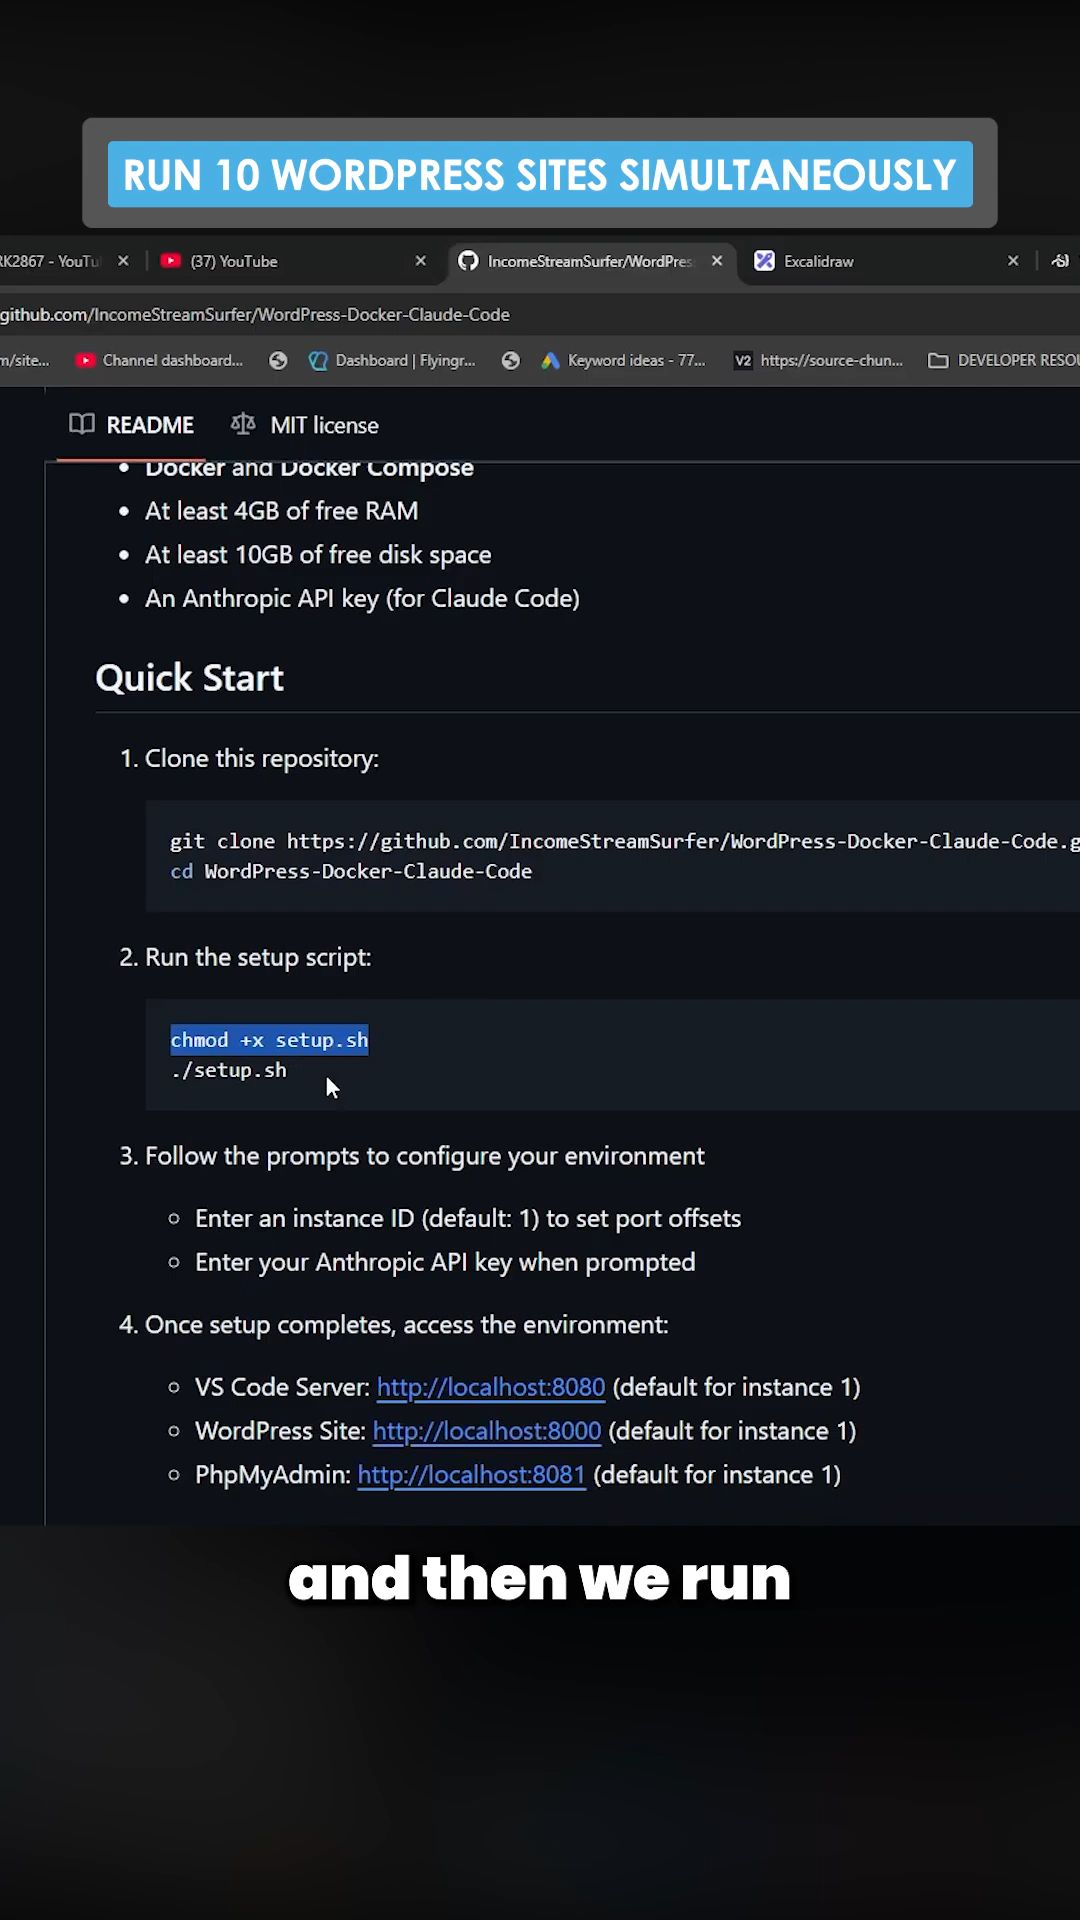 RUN 10 WORDPRESS SITES SIMULTANEOUSLY
RK2867 - YouTu
(37) YouTube
IncomeStreamSurfer/WordPres
Excalidraw
github.com/IncomeStreamSurfer/WordPress-Docker-Claude-Code
m/site...
Channel dashboard...
Dashboard | Flyingr...
Keyword ideas - 77...
V2
https://source-chun...
DEVELOPER RESOU
README
MIT license
• Docker and Docker Compose
• At least 4GB of free RAM
• At least 10GB of free disk space
• An Anthropic API key (for Claude Code)
Quick Start
1. Clone this repository:
git clone https://github.com/IncomeStreamSurfer/WordPress-Docker-Claude-Code.g
cd WordPress-Docker-Claude-Code
2. Run the setup script:
chmod +x setup.sh
./setup.sh
3. Follow the prompts to configure your environment
○ Enter an instance ID (default: 1) to set port offsets
○ Enter your Anthropic API key when prompted
4. Once setup completes, access the environment:
○ VS Code Server: http://localhost:8080 (default for instance 1)
○ WordPress Site: http://localhost:8000 (default for instance 1)
○ PhpMyAdmin: http://localhost:8081 (default for instance 1)
and then we run